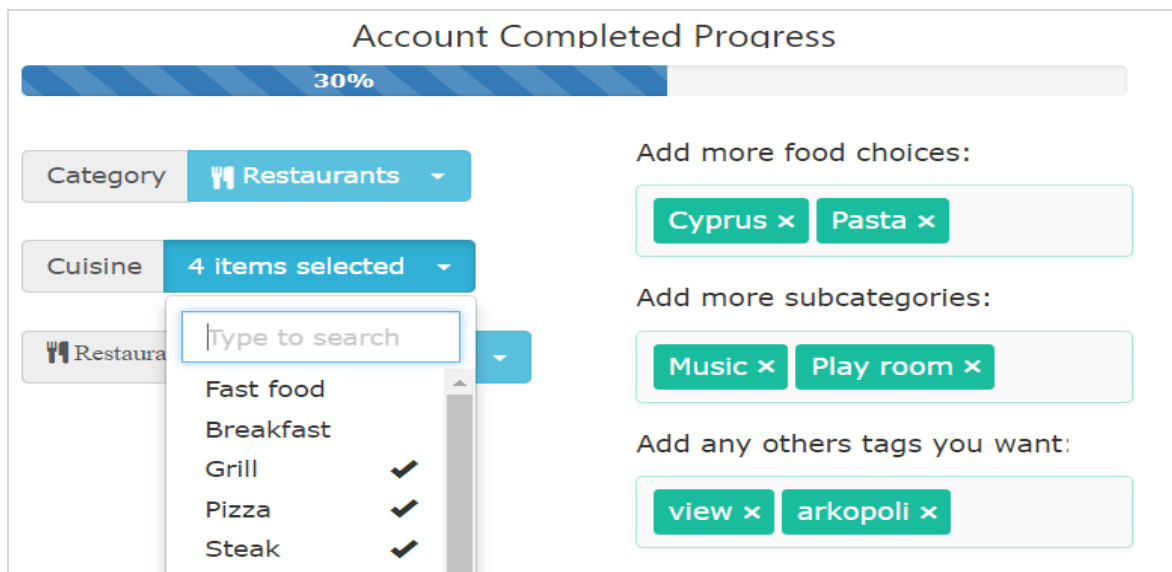 Account Completed Progress
30%
Category Restaurants
Cuisine 4 items selected
Restaura
Type to search
Fast food
Breakfast
Grill
Pizza
Steak
Add more food choices:
Cyprus × Pasta ×
Add more subcategories:
Music × Play room ×
Add any others tags you want:
view × arkopoli ×